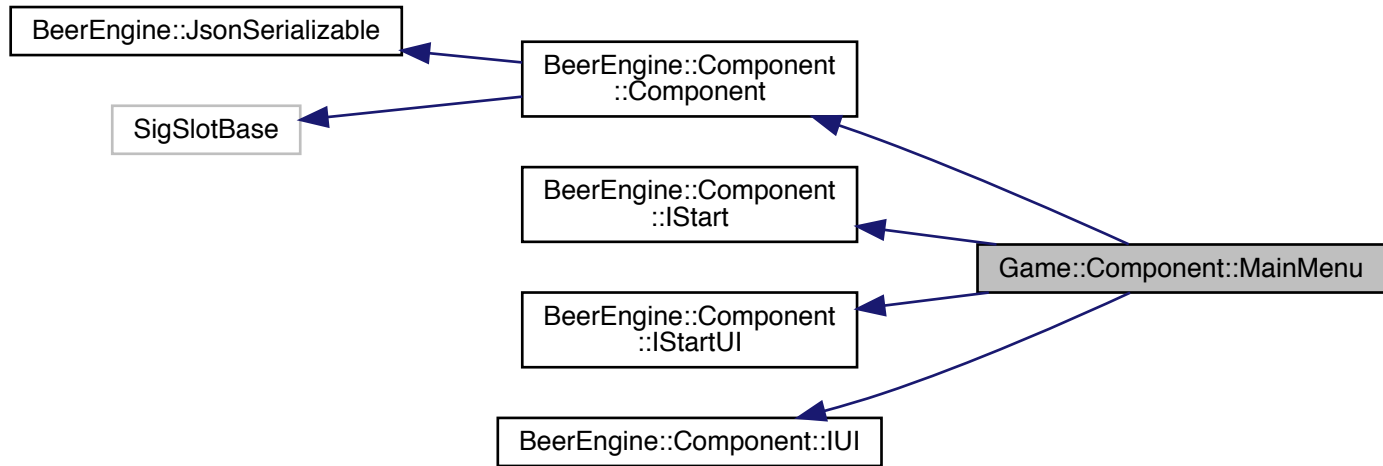 BeerEngine::JsonSerializable
SigSlotBase
BeerEngine::Component
::Component
BeerEngine::Component
::IStart
BeerEngine::Component
::IStartUI
BeerEngine::Component::IUI
Game::Component::MainMenu